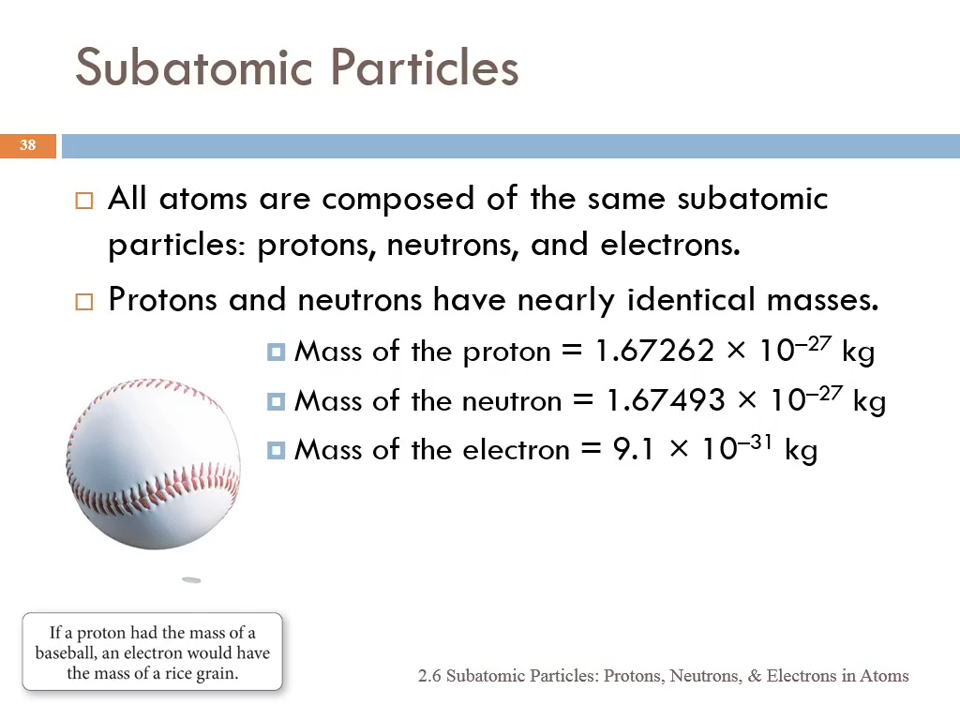 Subatomic Particles
38
All atoms are composed of the same subatomic
particles: protons, neutrons, and electrons.
Protons and neutrons have nearly identical masses.
Mass of the proton = 1.67262 × 10⁻²⁷ kg
Mass of the neutron = 1.67493 × 10⁻²⁷ kg
Mass of the electron = 9.1 × 10⁻³¹ kg
If a proton had the mass of a
baseball, an electron would have
the mass of a rice grain.
2.6 Subatomic Particles: Protons, Neutrons, & Electrons in Atoms